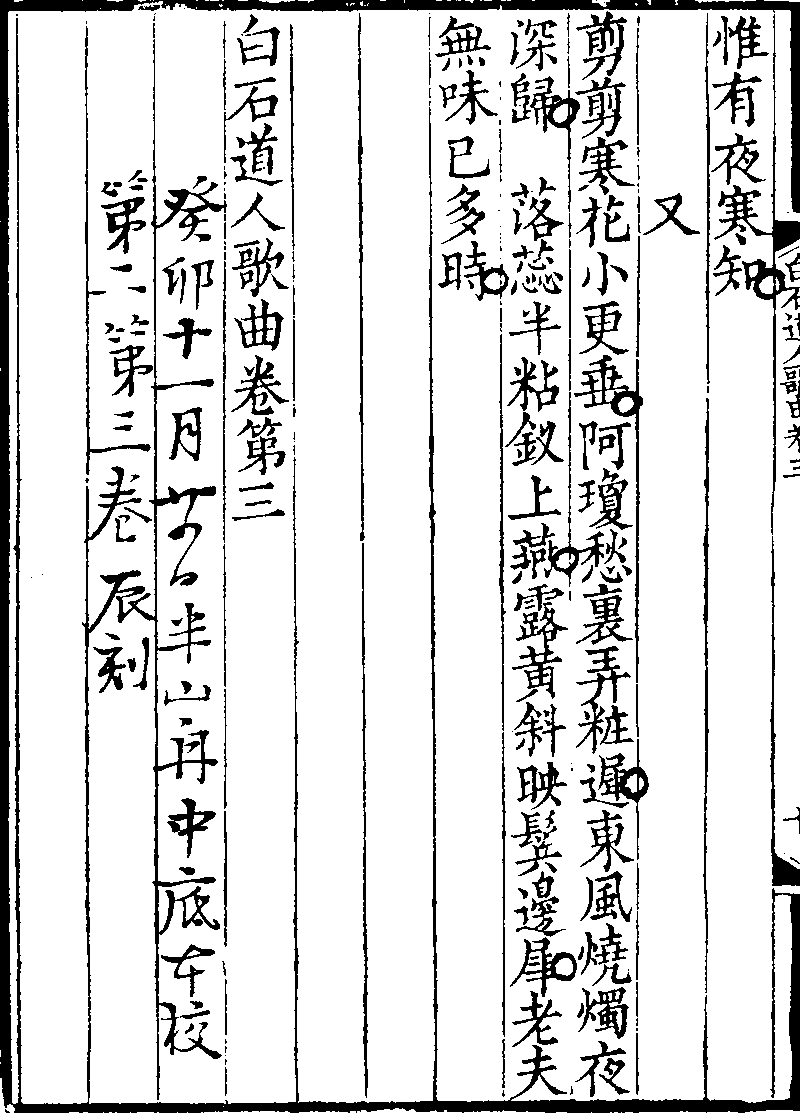 惟有夜寒知
又
剪剪寒花小更垂阿瓊愁裏弄粧遲東風燒燭夜
深歸 落蕊半粘釵上燕露黃斜映鬂邊犀老夫
無味已多時
白石道人歌曲卷第三
癸卯十一月廿 日半山舟中底本校
第二第三卷 辰刻
白石道人歌曲卷三